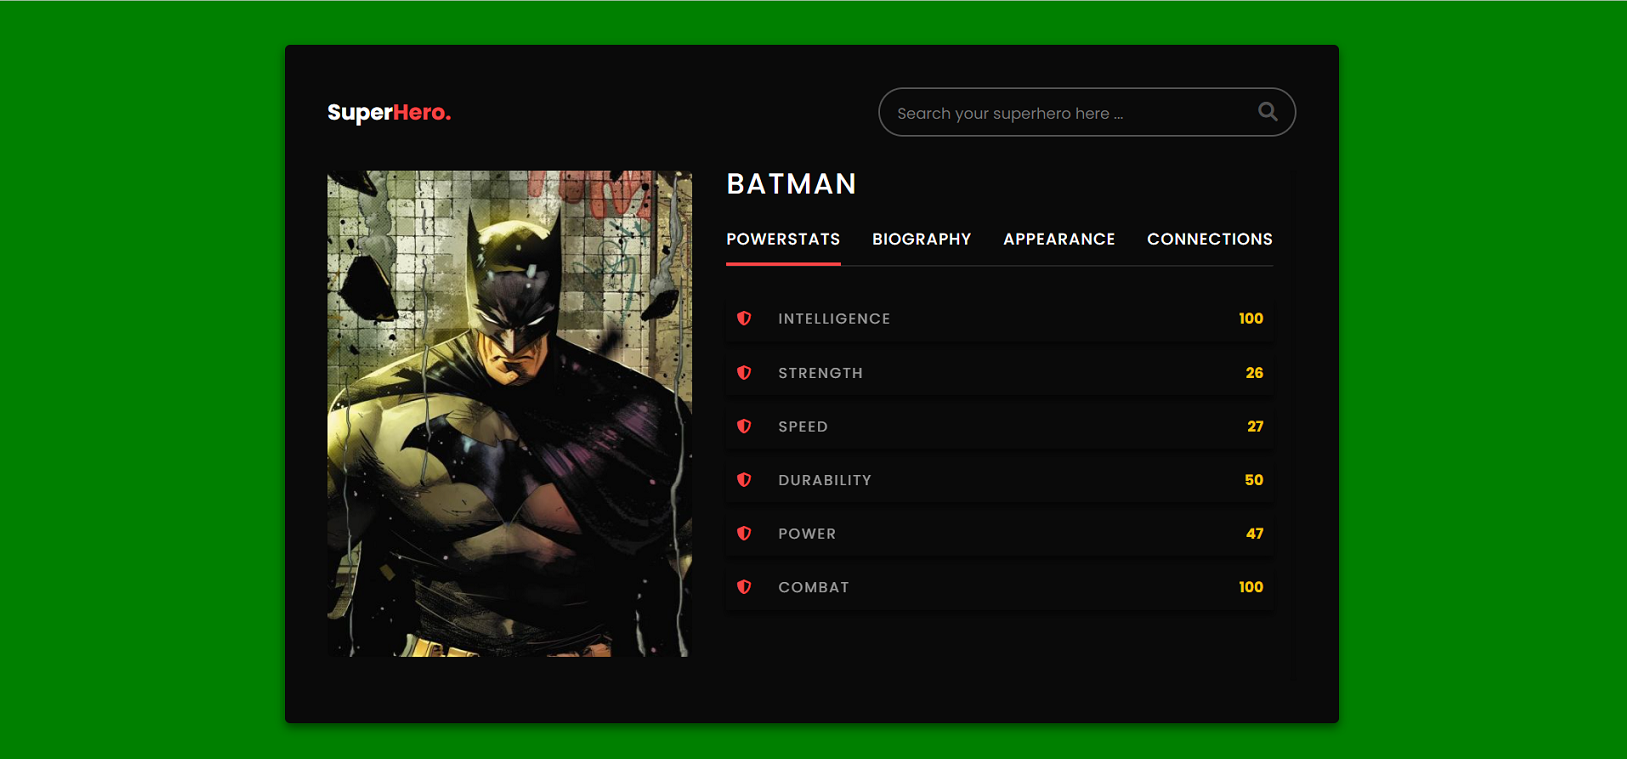 SuperHero.
Search your superhero here ...
BATMAN
POWERSTATS BIOGRAPHY APPEARANCE CONNECTIONS
INTELLIGENCE 100
STRENGTH 26
SPEED 27
DURABILITY 50
POWER 47
COMBAT 100